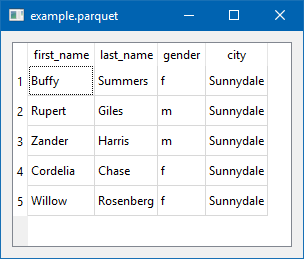 example.parquet
first_name last_name gender city
1 Buffy Summers f Sunnydale
2 Rupert Giles m Sunnydale
3 Zander Harris m Sunnydale
4 Cordelia Chase f Sunnydale
5 Willow Rosenberg f Sunnydale